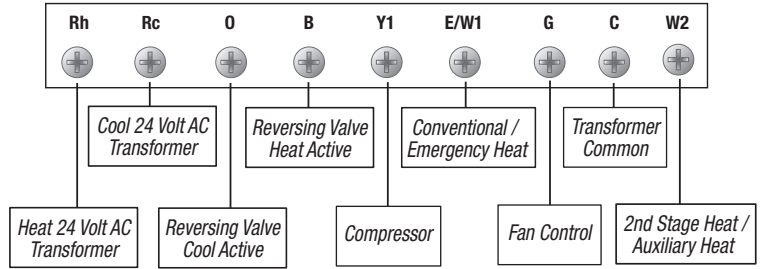 Rh Rc O B Y1 E/W1 G C W2
Cool 24 Volt AC
Transformer
Reversing Valve
Heat Active
Conventional /
Emergency Heat
Transformer
Common
Heat 24 Volt AC
Transformer
Reversing Valve
Cool Active
Compressor
Fan Control
2nd Stage Heat /
Auxiliary Heat